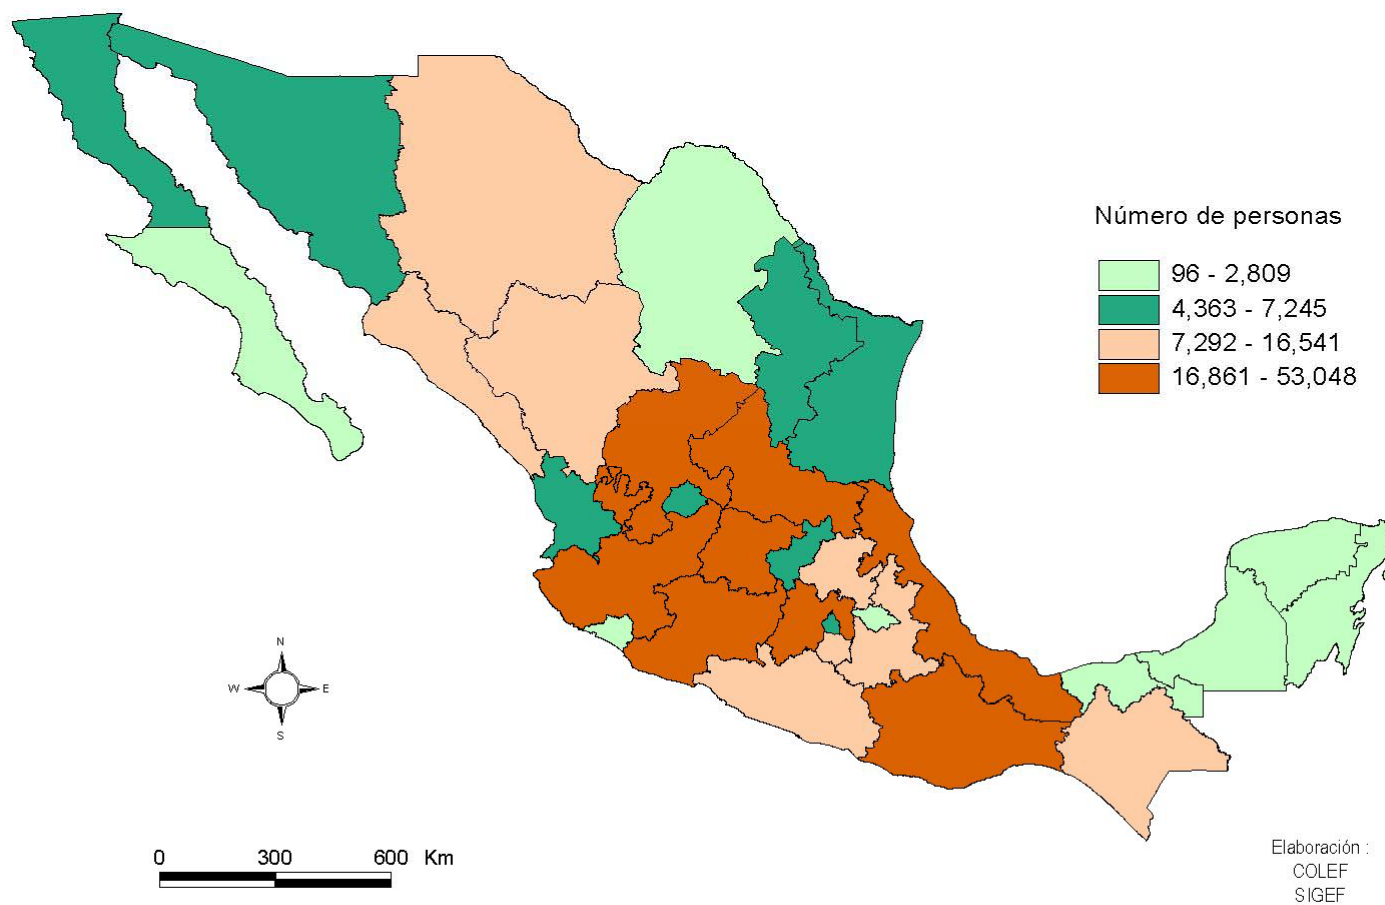 Número de personas
96 - 2,809
4,363 - 7,245
7,292 - 16,541
16,861 - 53,048
N
W E
S
0 300 600 Km
Elaboración :
COLEF
SIGEF